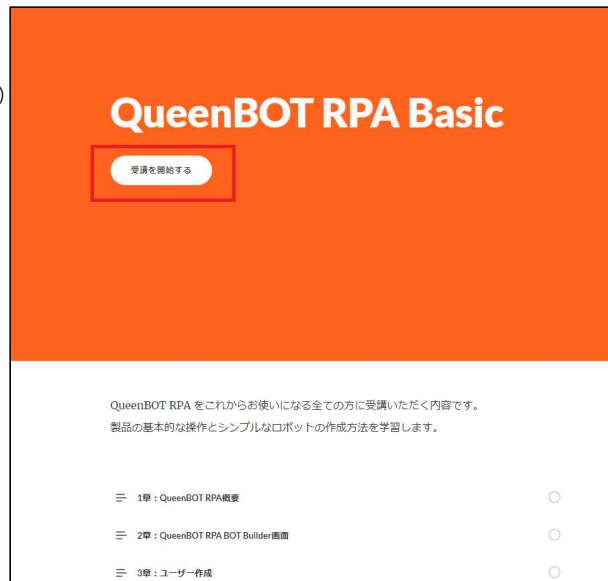 )
QueenBOT RPA Basic
受講を開始する
QueenBOT RPA をこれからお使いになる全ての方に受講いただく内容です。
製品の基本的な操作とシンプルなロボットの作成方法を学習します。
1章：QueenBOT RPA概要
2章：QueenBOT RPA BOT Builder画面
3章：ユーザー作成